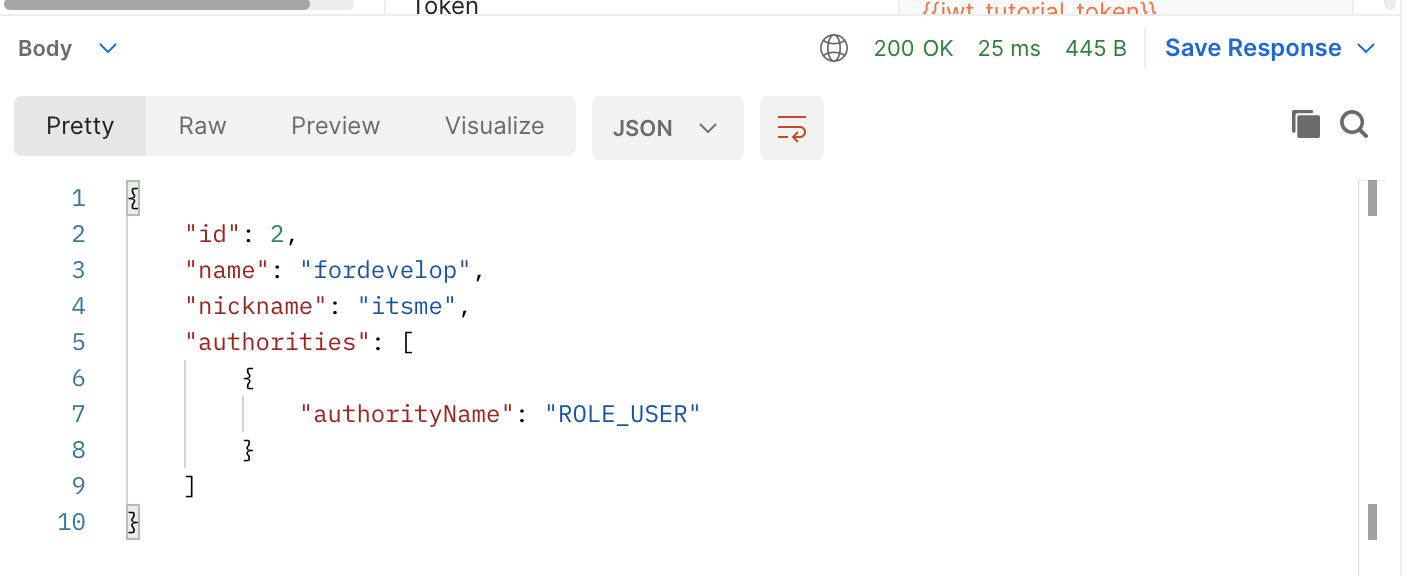 Token
{{jwt_tutorial_token}}
Body
200 OK 25 ms 445 B Save Response
Pretty Raw Preview Visualize JSON
1 {
2 "id": 2,
3 "name": "fordevelop",
4 "nickname": "itsme",
5 "authorities": [
6 {
7 "authorityName": "ROLE_USER"
8 }
9 ]
10 }